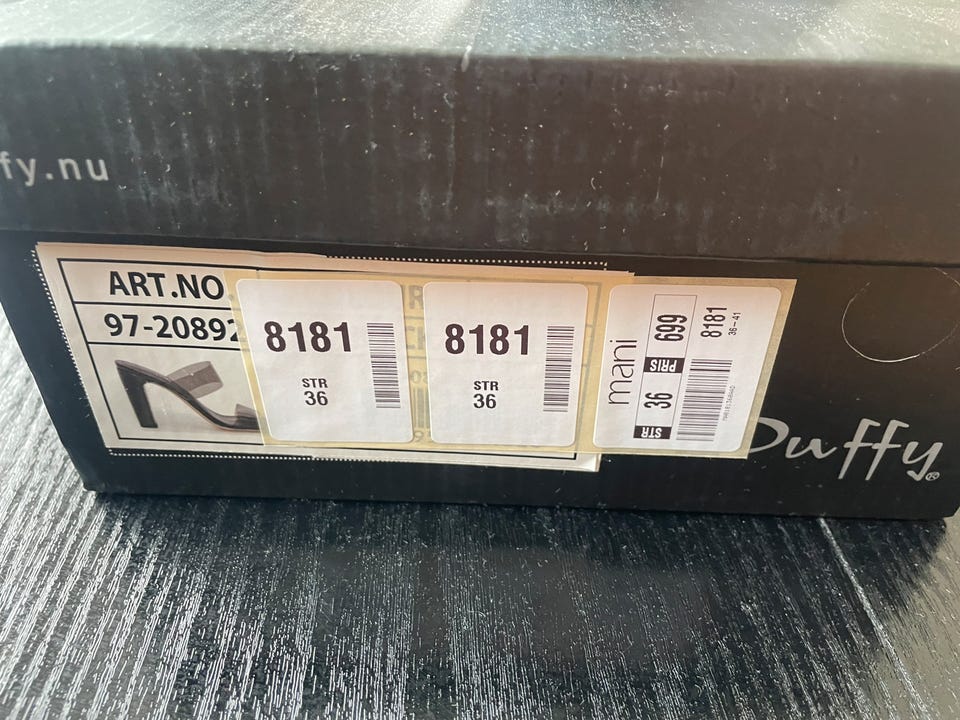 fy.nu
ART.NO.
97-20892
8181
STR
36
8181
STR
36
mani
STR 36 PRIS 699
8181
36-41
Duffy®